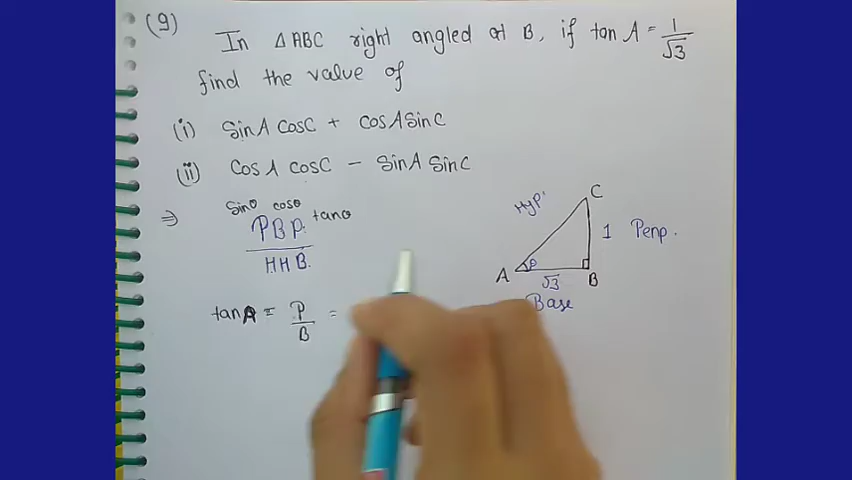 (9)
In △ ABC right angled at B, if tan A = 1/√3
find the value of
(i) SinA CosC + CosA SinC
(ii) CosA CosC − SinA SinC
⇒ Sinθ Cosθ tanθ
P B P
H H B
tanA = P/B =
C
Hyp
1 Perp.
A θ B
√3
Base